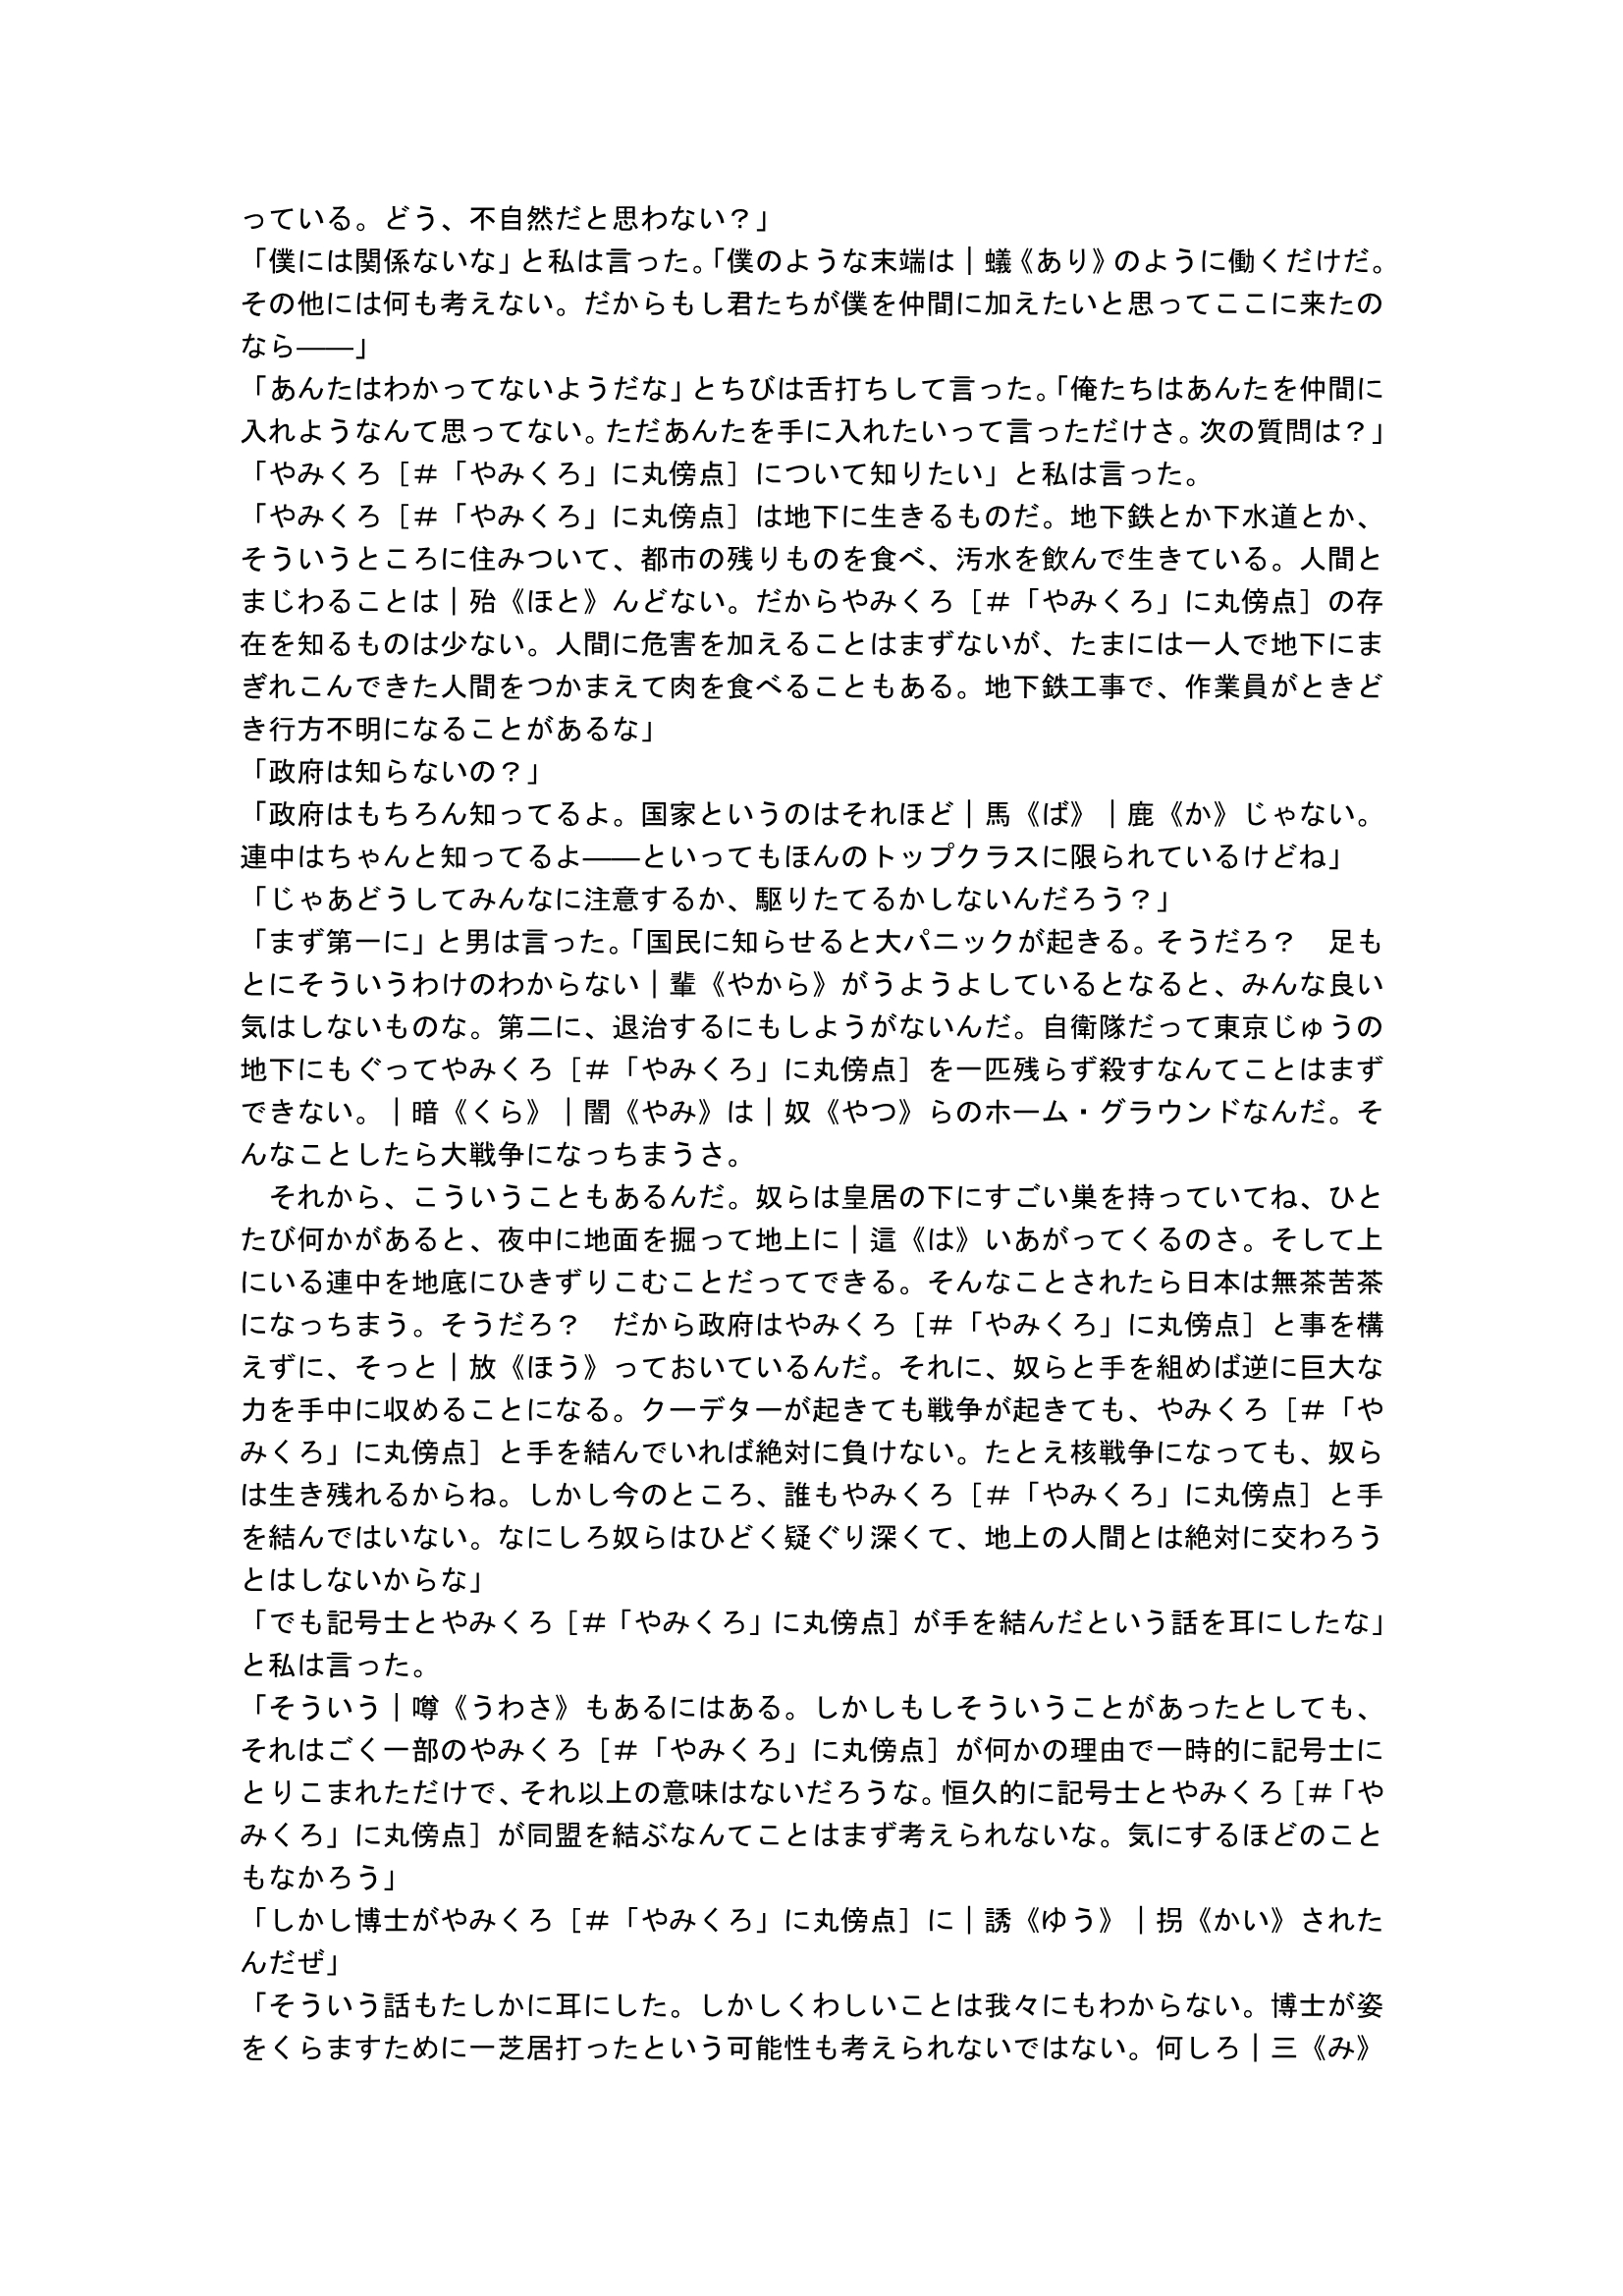 っている。どう、不自然だと思わない？」
「僕には関係ないな」と私は言った。「僕のような末端は｜蟻《あり》のように働くだけだ。
その他には何も考えない。だからもし君たちが僕を仲間に加えたいと思ってここに来たの
なら――」
「あんたはわかってないようだな」とちびは舌打ちして言った。「俺たちはあんたを仲間に
入れようなんて思ってない。ただあんたを手に入れたいって言っただけさ。次の質問は？」
「やみくろ［＃「やみくろ」に丸傍点］について知りたい」と私は言った。
「やみくろ［＃「やみくろ」に丸傍点］は地下に生きるものだ。地下鉄とか下水道とか、
そういうところに住みついて、都市の残りものを食べ、汚水を飲んで生きている。人間と
まじわることは｜殆《ほと》んどない。だからやみくろ［＃「やみくろ」に丸傍点］の存
在を知るものは少ない。人間に危害を加えることはまずないが、たまには一人で地下にま
ぎれこんできた人間をつかまえて肉を食べることもある。地下鉄工事で、作業員がときど
き行方不明になることがあるな」
「政府は知らないの？」
「政府はもちろん知ってるよ。国家というのはそれほど｜馬《ば》｜鹿《か》じゃない。
連中はちゃんと知ってるよ――といってもほんのトップクラスに限られているけどね」
「じゃあどうしてみんなに注意するか、駆りたてるかしないんだろう？」
「まず第一に」と男は言った。「国民に知らせると大パニックが起きる。そうだろ？　足も
とにそういうわけのわからない｜輩《やから》がうようよしているとなると、みんな良い
気はしないものな。第二に、退治するにもしようがないんだ。自衛隊だって東京じゅうの
地下にもぐってやみくろ［＃「やみくろ」に丸傍点］を一匹残らず殺すなんてことはまず
できない。｜暗《くら》｜闇《やみ》は｜奴《やつ》らのホーム・グラウンドなんだ。そ
んなことしたら大戦争になっちまうさ。
　それから、こういうこともあるんだ。奴らは皇居の下にすごい巣を持っていてね、ひと
たび何かがあると、夜中に地面を掘って地上に｜這《は》いあがってくるのさ。そして上
にいる連中を地底にひきずりこむことだってできる。そんなことされたら日本は無茶苦茶
になっちまう。そうだろ？　だから政府はやみくろ［＃「やみくろ」に丸傍点］と事を構
えずに、そっと｜放《ほう》っておいているんだ。それに、奴らと手を組めば逆に巨大な
力を手中に収めることになる。クーデターが起きても戦争が起きても、やみくろ［＃「や
みくろ」に丸傍点］と手を結んでいれば絶対に負けない。たとえ核戦争になっても、奴ら
は生き残れるからね。しかし今のところ、誰もやみくろ［＃「やみくろ」に丸傍点］と手
を結んではいない。なにしろ奴らはひどく疑ぐり深くて、地上の人間とは絶対に交わろう
とはしないからな」
「でも記号士とやみくろ［＃「やみくろ」に丸傍点］が手を結んだという話を耳にしたな」
と私は言った。
「そういう｜噂《うわさ》もあるにはある。しかしもしそういうことがあったとしても、
それはごく一部のやみくろ［＃「やみくろ」に丸傍点］が何かの理由で一時的に記号士に
とりこまれただけで、それ以上の意味はないだろうな。恒久的に記号士とやみくろ［＃「や
みくろ」に丸傍点］が同盟を結ぶなんてことはまず考えられないな。気にするほどのこと
もなかろう」
「しかし博士がやみくろ［＃「やみくろ」に丸傍点］に｜誘《ゆう》｜拐《かい》された
んだぜ」
「そういう話もたしかに耳にした。しかしくわしいことは我々にもわからない。博士が姿
をくらますために一芝居打ったという可能性も考えられないではない。何しろ｜三《み》